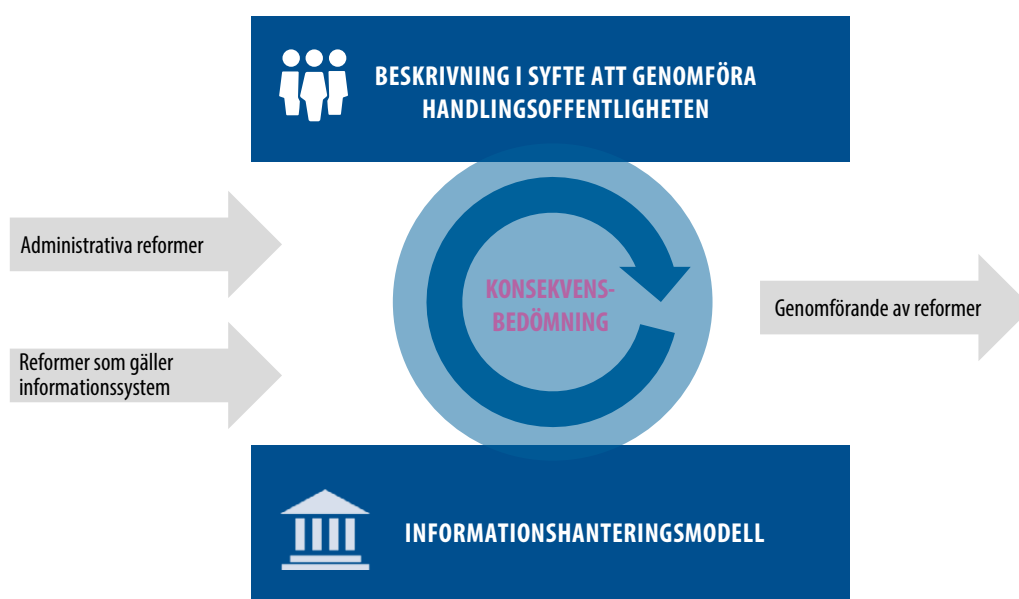 BESKRIVNING I SYFTE ATT GENOMFÖRA
HANDLINGSOFFENTLIGHETEN
Administrativa reformer
Reformer som gäller
informationssystem
KONSEKVENS-
BEDÖMNING
Genomförande av reformer
INFORMATIONSHANTERINGSMODELL